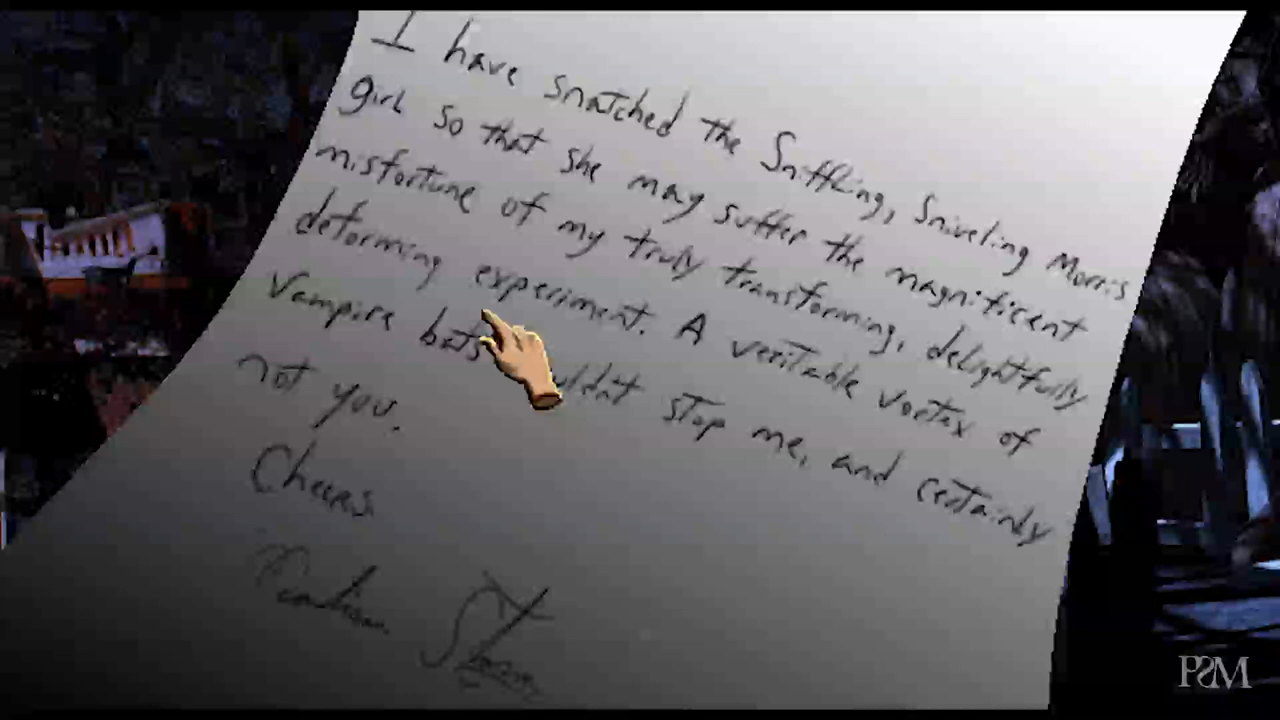 I have snatched the Sniffling, Sniveling Morris
girl so that she may suffer the magnificent
misfortune of my truly transforming, delightfully
deforming experiment. A veritable vortex of
Vampire bats stop me, and certainly
not you.
Cheers,
PSM